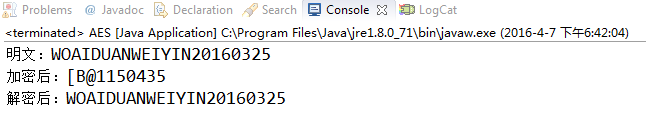 Problems @ Javadoc Declaration Search Console LogCat
<terminated> AES [Java Application] C:\Program Files\Java\jre1.8.0_71\bin\javaw.exe (2016-4-7 下午6:42:04)
明文：WOAIDUANWEIYIN20160325
加密后：[B@1150435
解密后：WOAIDUANWEIYIN20160325